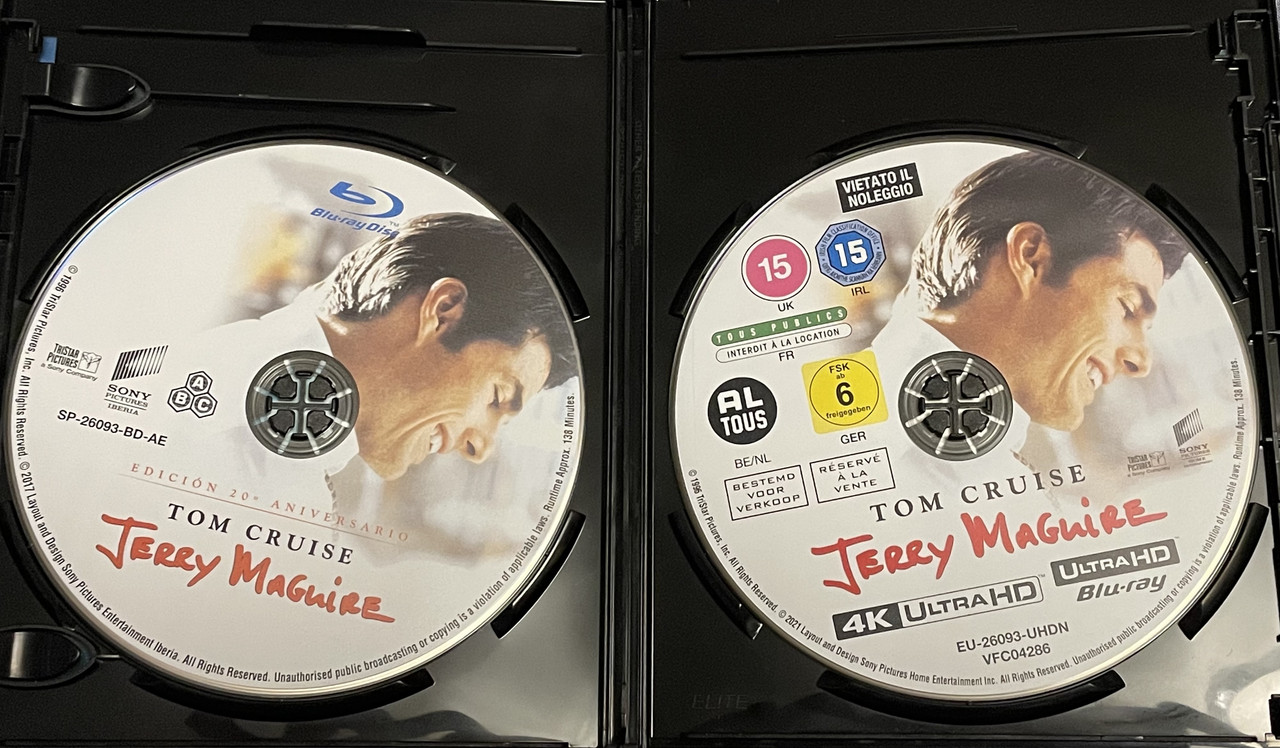 Blu-ray Disc
TM
© 1996 TriStar Pictures, Inc. All Rights Reserved. © 2017 Layout and Design Sony Pictures Entertainment Iberia. All Rights Reserved. Unauthorised public broadcasting or copying is a violation of applicable laws. Runtime Approx. 138 Minutes.
TRISTAR
PICTURES
a Sony Company
SONY
PICTURES
IBERIA
A
B
C
SP-26093-BD-AE
EDICIÓN 20º ANIVERSARIO
TOM CRUISE
JERRY MAGUIRE
VIETATO IL
NOLEGGIO
15
UK
15
IRL
TOUS PUBLICS
INTERDIT À LA LOCATION
FR
AL
TOUS
BE/NL
FSK
ab
6
freigegeben
GER
BESTEMD
VOOR
VERKOOP
RÉSERVÉ
À LA
VENTE
TRISTAR
PICTURES
SONY
PICTURES
TOM CRUISE
JERRY MAGUIRE
4K ULTRA HD™
ULTRA HD
Blu-ray
EU-26093-UHDN
VFC04286
© 1996 TriStar Pictures, Inc. All Rights Reserved. © 2021 Layout and Design Sony Pictures Home Entertainment Inc. All Rights Reserved. Unauthorised public broadcasting or copying is a violation of applicable laws. Runtime Approx. 138 Minutes.
ELITE